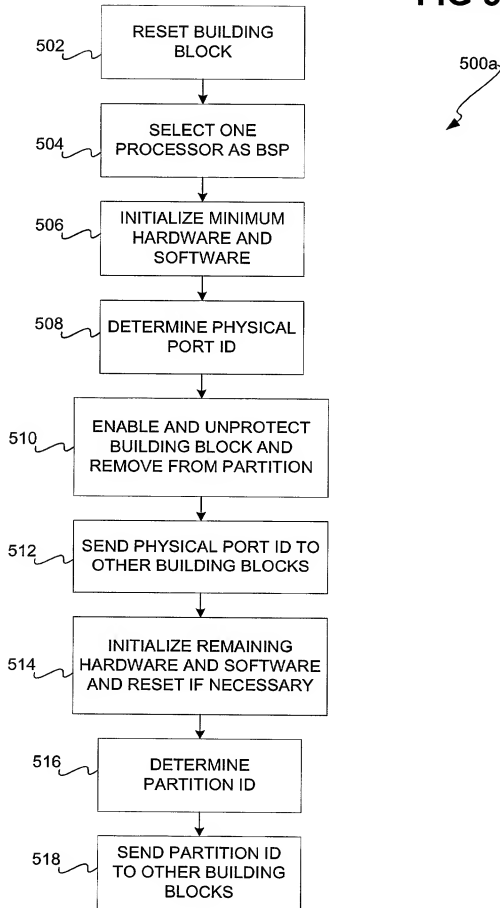 500a
502
RESET BUILDING
BLOCK
504
SELECT ONE
PROCESSOR AS BSP
506
INITIALIZE MINIMUM
HARDWARE AND
SOFTWARE
508
DETERMINE PHYSICAL
PORT ID
510
ENABLE AND UNPROTECT
BUILDING BLOCK AND
REMOVE FROM PARTITION
512
SEND PHYSICAL PORT ID TO
OTHER BUILDING BLOCKS
514
INITIALIZE REMAINING
HARDWARE AND SOFTWARE
AND RESET IF NECESSARY
516
DETERMINE
PARTITION ID
518
SEND PARTITION ID
TO OTHER BUILDING
BLOCKS